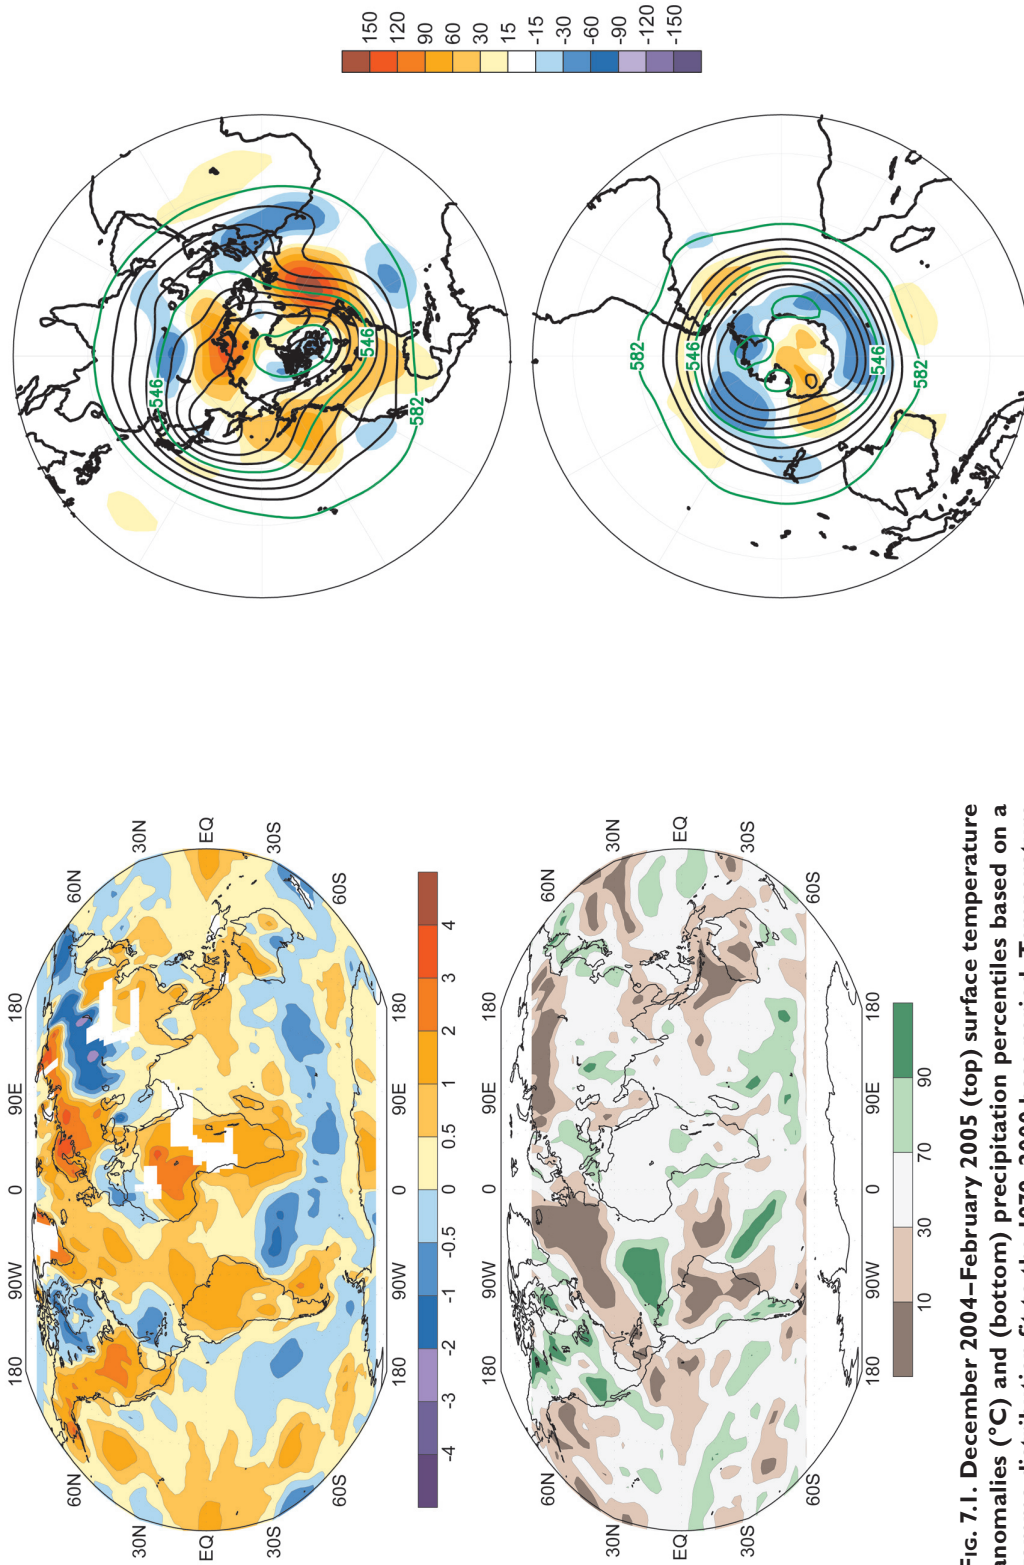 60N
30N
EQ
30S
60S
180
90W
0
90E
180
60N
30N
EQ
30S
60S
-4
-3
-2
-1
-0.5
0
0.5
1
2
3
4
60N
30N
EQ
30S
60S
180
90W
0
90E
180
60N
30N
EQ
30S
60S
10
30
70
90
FIG. 7.1. December 2004–February 2005 (top) surface temperature
anomalies (°C) and (bottom) precipitation percentiles based on a
546
546
582
582
546
546
582
150
120
90
60
30
15
-15
-30
-60
-90
-120
-150